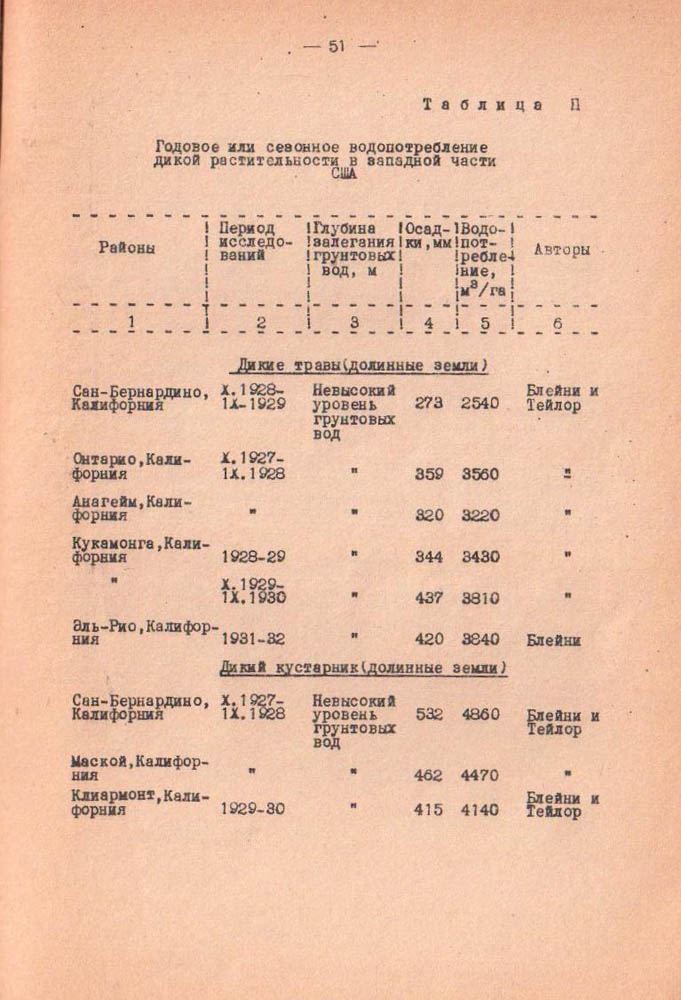 — 51 —
Таблица П
Годовое или сезонное водопотребление
дикой растительности в западной части
США
Районы
Период
исследо-
ваний
Глубина
залегания
грунтовых
вод, м
Осад-
ки,мм
Водо-
пот-
ребле-
ние,
м³/га
Авторы
1 2 3 4 5 6
Дикие травы(долинные земли)
Сан-Бернардино, X.1928- Невысокий Блейни и
Калифорния IX-1929 уровень 273 2540 Тейлор
грунтовых
вод
Онтарио,Кали- X.1927-
форния IX.1928 " 359 3560 "
Анагейм,Кали-
форния " " 320 3220 "
Кукамонга,Кали-
форния 1928-29 " 344 3430 "
" X.1929-
IX.1930 " 437 3810 "
Эль-Рио,Калифор-
ния 1931-32 " 420 3840 Блейни
Дикий кустарник(долинные земли)
Сан-Бернардино, X.1927- Невысокий
Калифорния IX.1928 уровень 532 4860 Блейни и
грунтовых Тейлор
вод
Маской,Калифор-
ния " " 462 4470 "
Клиармонт,Кали- Блейни и
форния 1929-30 " 415 4140 Тейлор